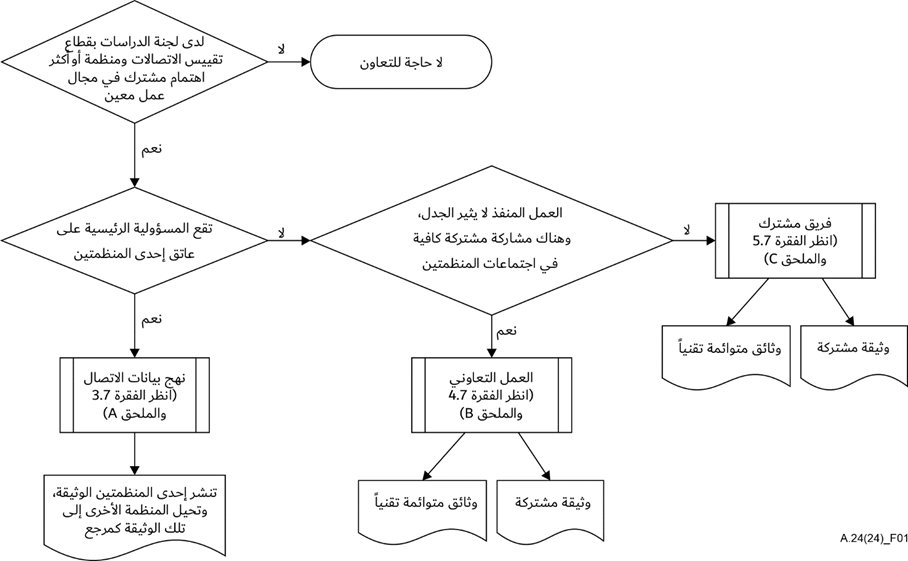 لدى لجنة الدراسات بقطاع
تقييس الاتصالات ومنظمة أو أكثر
اهتمام مشترك في مجال
عمل معين
لا
لا حاجة للتعاون
نعم
تقع المسؤولية الرئيسية على
عاتق إحدى المنظمتين
لا
العمل المنفذ لا يثير الجدل،
وهناك مشاركة مشتركة كافية
في اجتماعات المنظمتين
لا
فريق مشترك
(انظر الفقرة 5.7
والملحق C)
وثيقة مشتركة
وثائق متوائمة تقنياً
نعم
نهج بيانات الاتصال
(انظر الفقرة 3.7
والملحق A)
تنشر إحدى المنظمتين الوثيقة،
وتحيل المنظمة الأخرى إلى
تلك الوثيقة كمرجع
نعم
العمل التعاوني
(انظر الفقرة 4.7
والملحق B)
وثيقة مشتركة
وثائق متوائمة تقنياً
A.24(24)_F01